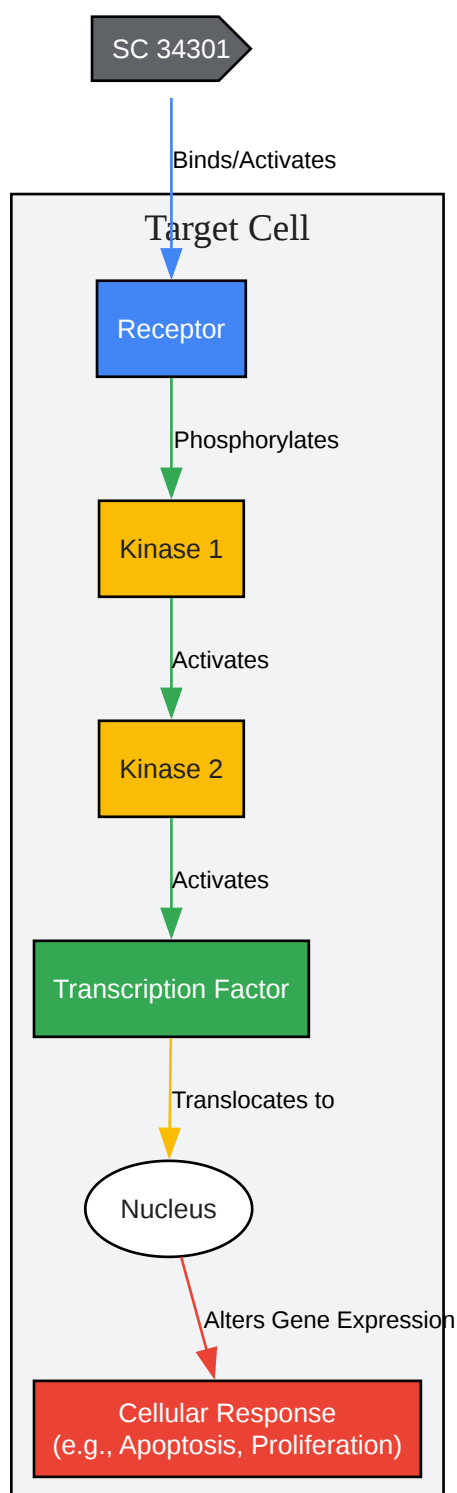 SC 34301
Binds/Activates
Target Cell
Receptor
Phosphorylates
Kinase 1
Activates
Kinase 2
Activates
Transcription Factor
Translocates to
Nucleus
Alters Gene Expression
Cellular Response
(e.g., Apoptosis, Proliferation)